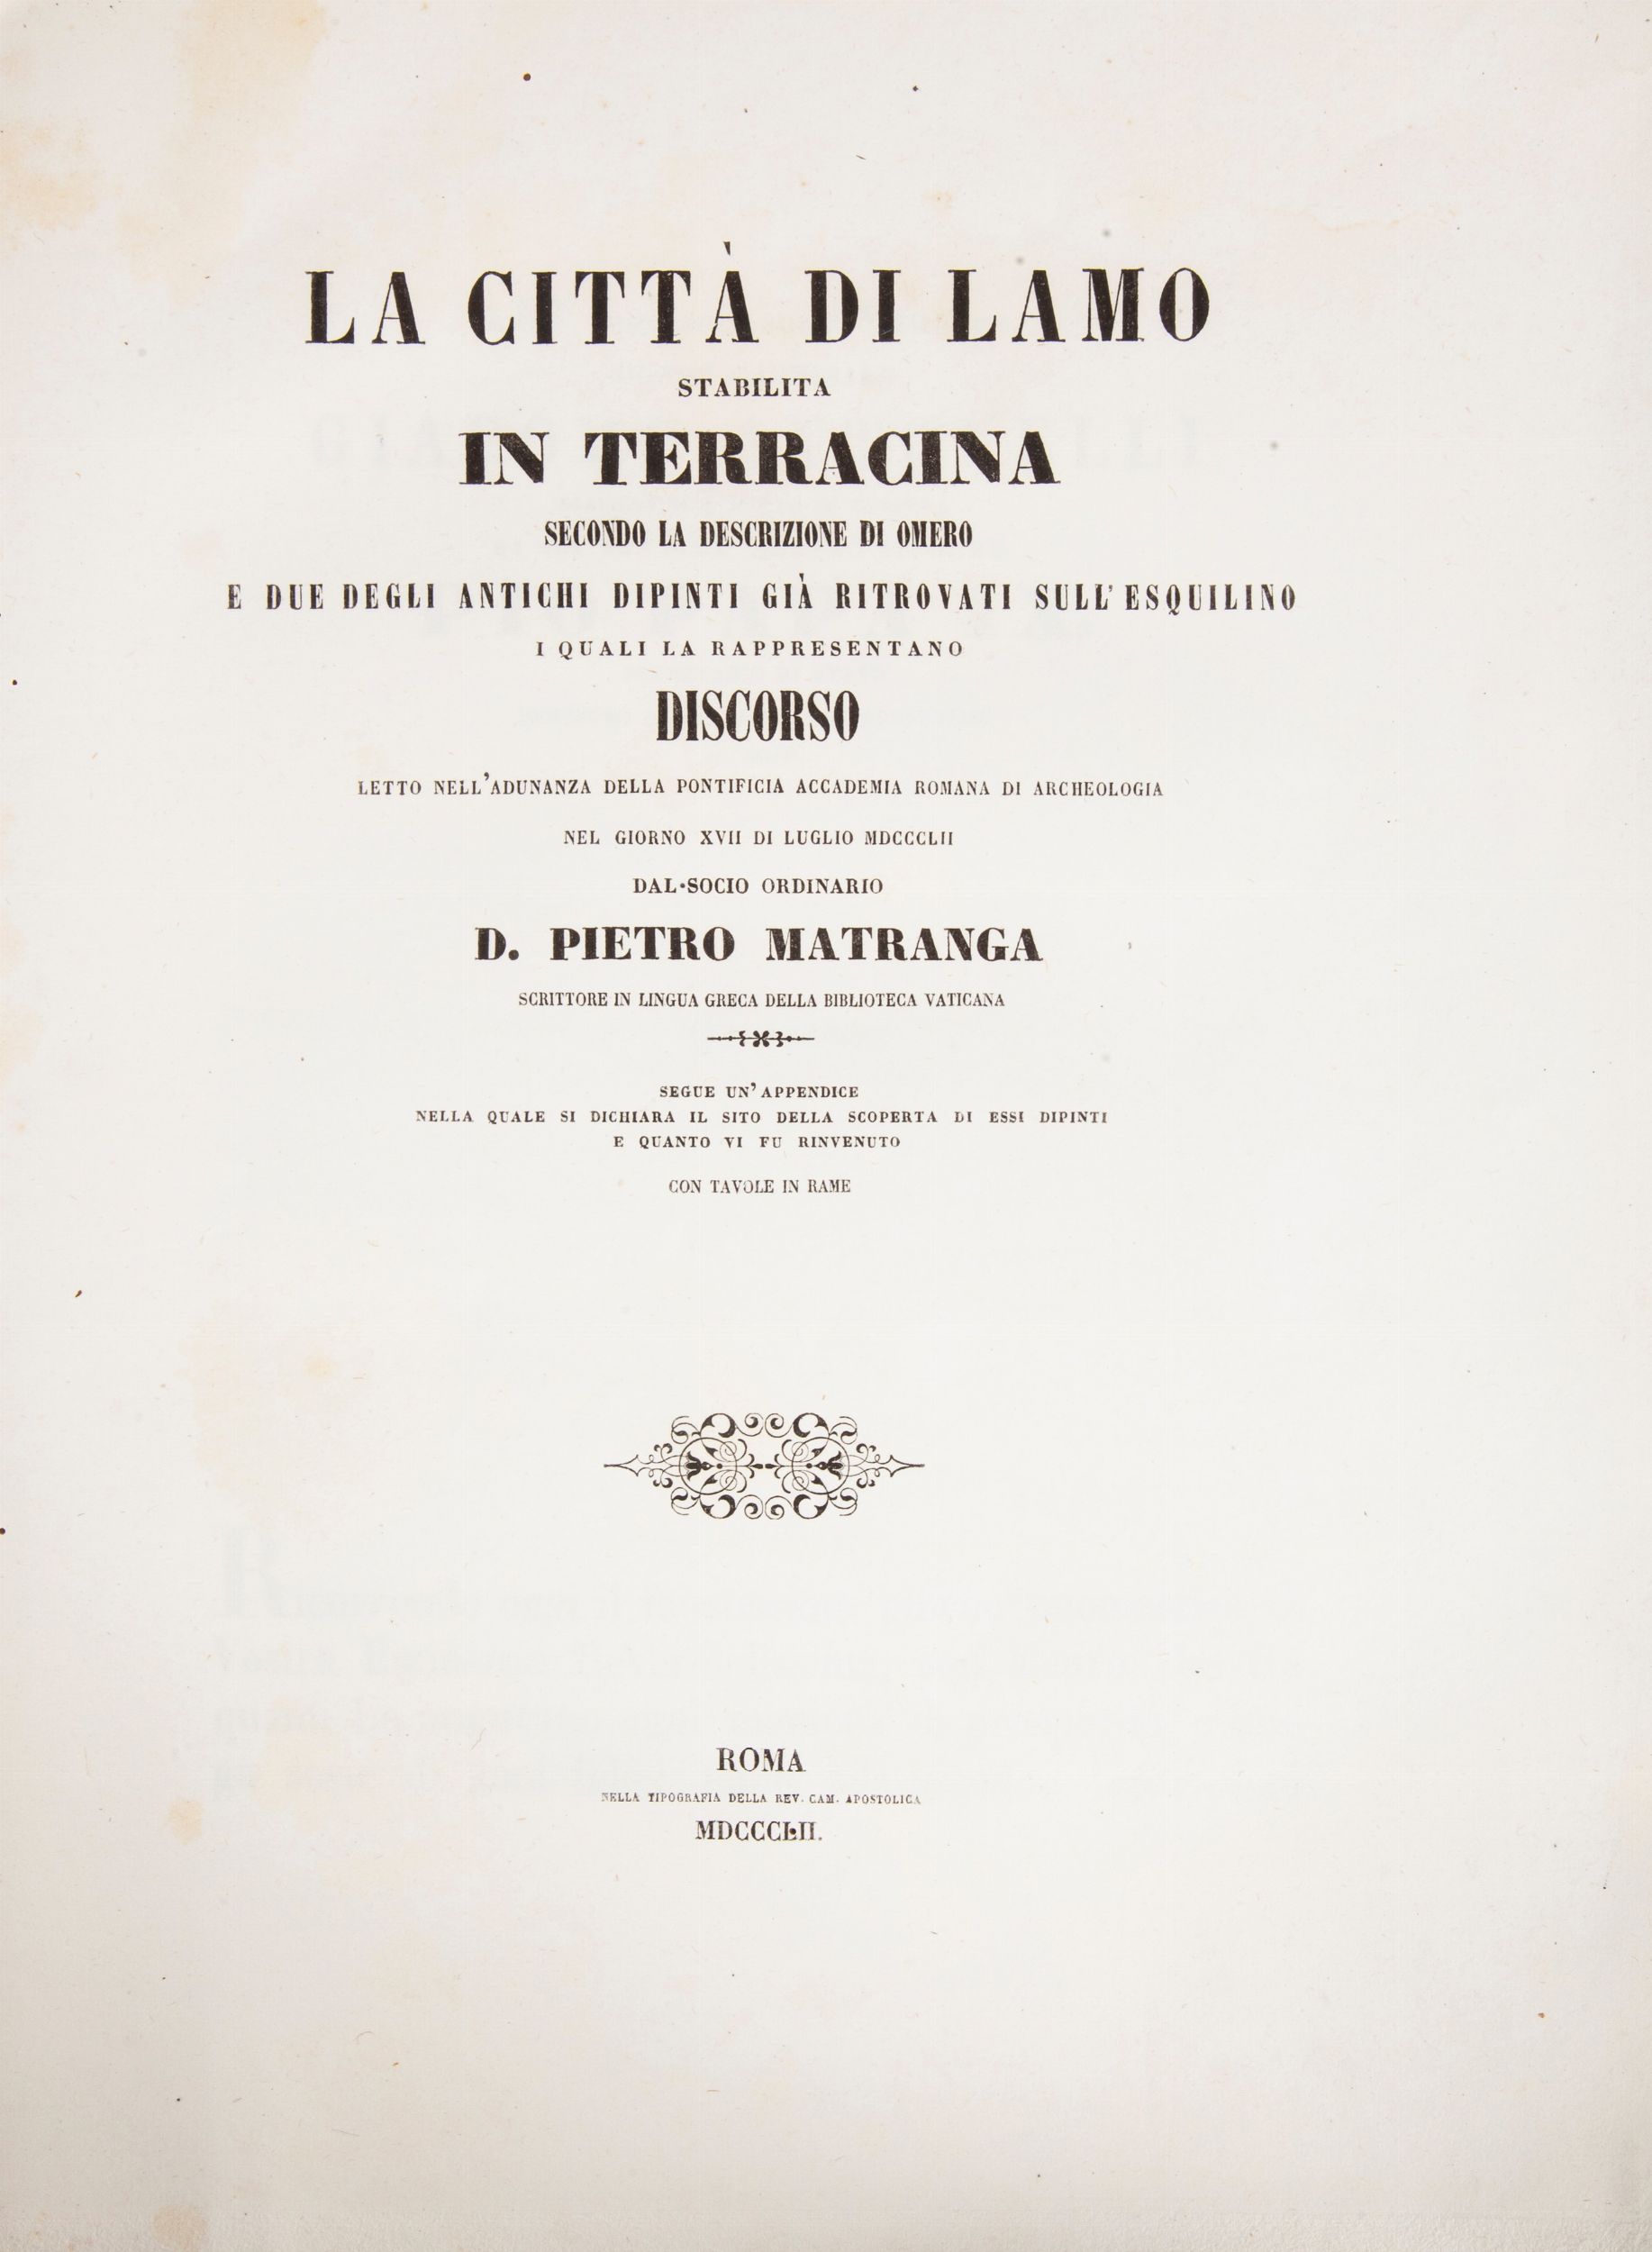 LA CITTÀ DI LAMO
STABILITA
IN TERRACINA
SECONDO LA DESCRIZIONE DI OMERO
E DUE DEGLI ANTICHI DIPINTI GIÀ RITROVATI SULL'ESQUILINO
I QUALI LA RAPPRESENTANO
DISCORSO
LETTO NELL'ADUNANZA DELLA PONTIFICIA ACCADEMIA ROMANA DI ARCHEOLOGIA
NEL GIORNO XVII DI LUGLIO MDCCCLII
DAL·SOCIO ORDINARIO
D. PIETRO MATRANGA
SCRITTORE IN LINGUA GRECA DELLA BIBLIOTECA VATICANA
SEGUE UN'APPENDICE
NELLA QUALE SI DICHIARA IL SITO DELLA SCOPERTA DI ESSI DIPINTI
E QUANTO VI FU RINVENUTO
CON TAVOLE IN RAME
ROMA
NELLA TIPOGRAFIA DELLA REV. CAM. APOSTOLICA
MDCCCLII.